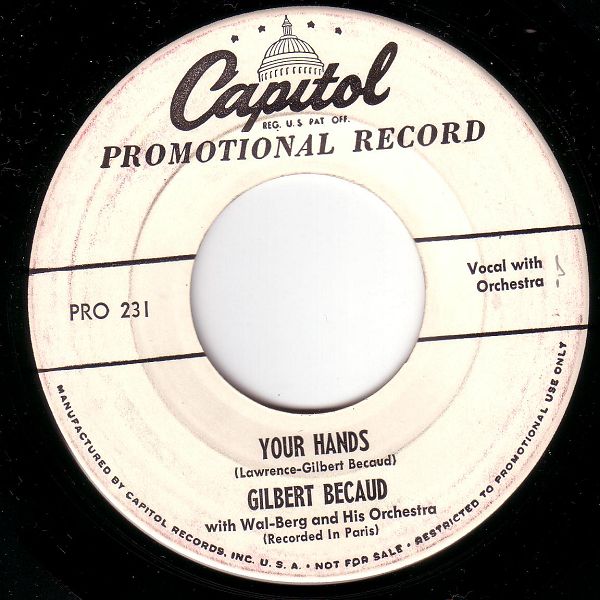 Capitol
REG. U.S. PAT. OFF.
PROMOTIONAL RECORD
PRO 231
Vocal with
Orchestra
YOUR HANDS
(Lawrence-Gilbert Becaud)
GILBERT BECAUD
with Wal-Berg and His Orchestra
(Recorded In Paris)
MANUFACTURED BY CAPITOL RECORDS, INC. U.S.A. • NOT FOR SALE • RESTRICTED TO PROMOTIONAL USE ONLY